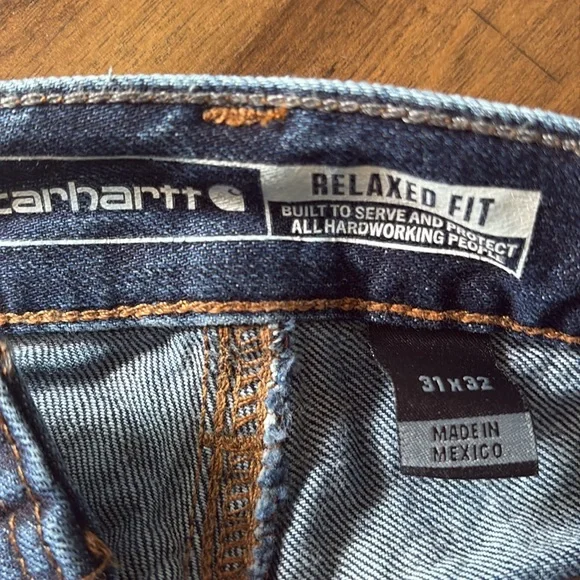 carhartt
RELAXED FIT
BUILT TO SERVE AND PROTECT
ALL HARDWORKING PEOPLE
31 X 32
MADE IN
MEXICO